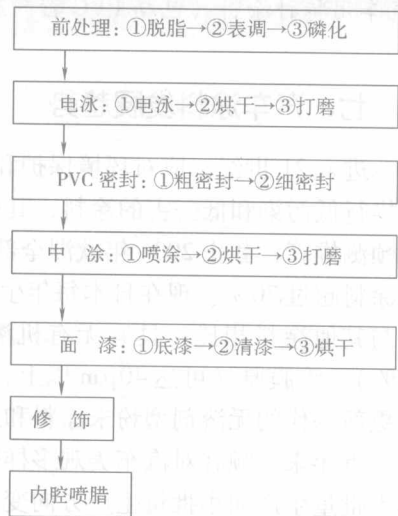 前处理：①脱脂→②表调→③磷化
电泳：①电泳→②烘干→③打磨
PVC 密封：①粗密封→②细密封
中　涂：①喷涂→②烘干→③打磨
面　漆：①底漆→②清漆→③烘干
修　饰
内腔喷腊